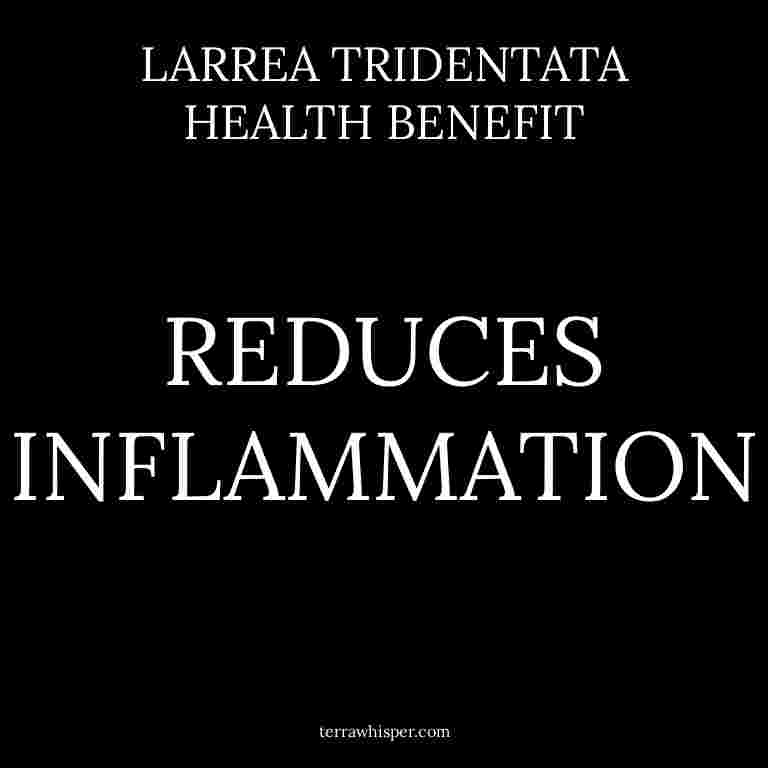 LARREA TRIDENTATA
HEALTH BENEFIT
REDUCES
INFLAMMATION
terrawhisper.com